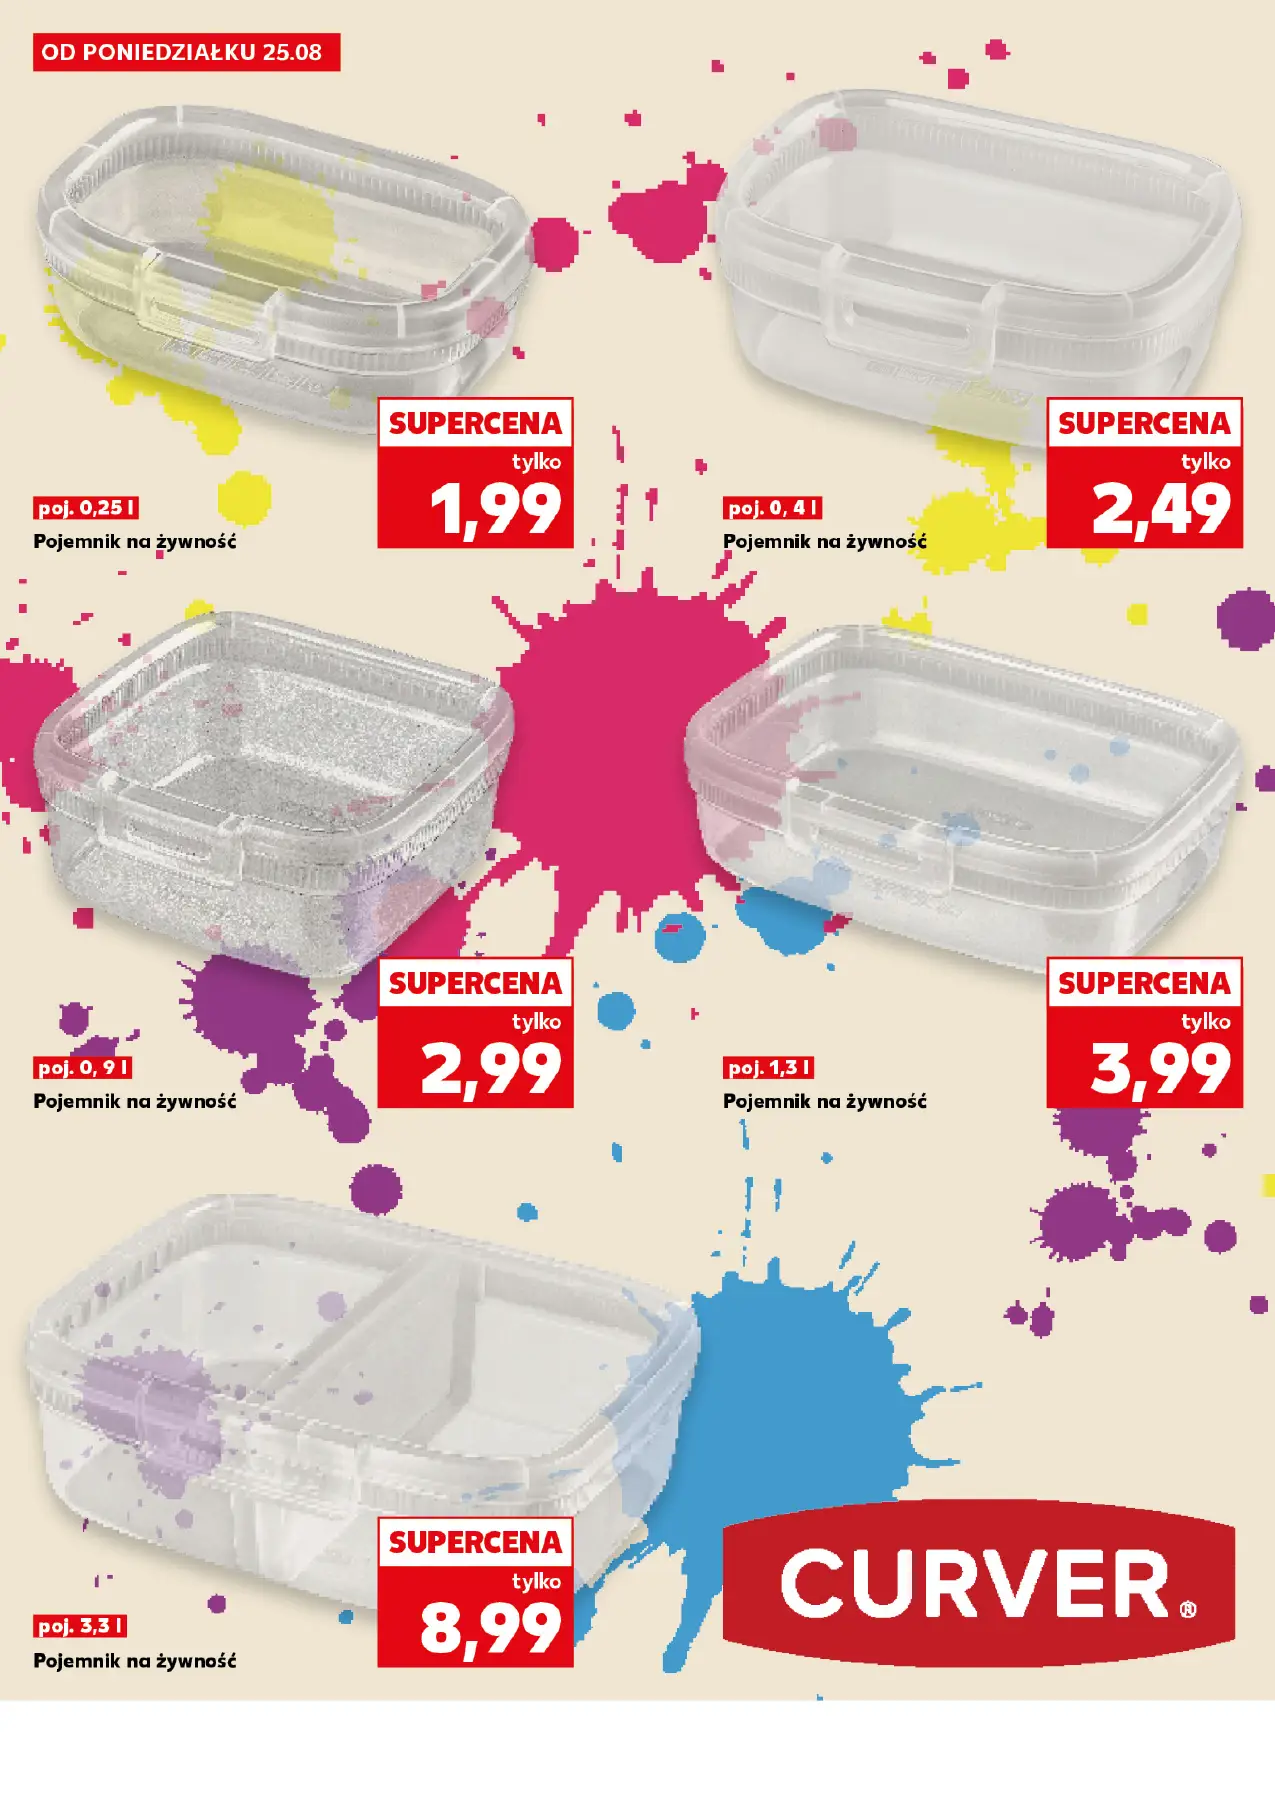 OD PONIEDZIAŁKU 25.08
SUPERCENA
tylko
1,99
poj. 0,25 l
Pojemnik na żywność
SUPERCENA
tylko
2,49
poj. 0, 4 l
Pojemnik na żywność
SUPERCENA
tylko
2,99
poj. 0, 9 l
Pojemnik na żywność
SUPERCENA
tylko
3,99
poj. 1,3 l
Pojemnik na żywność
SUPERCENA
tylko
8,99
poj. 3,3 l
Pojemnik na żywność
CURVER®